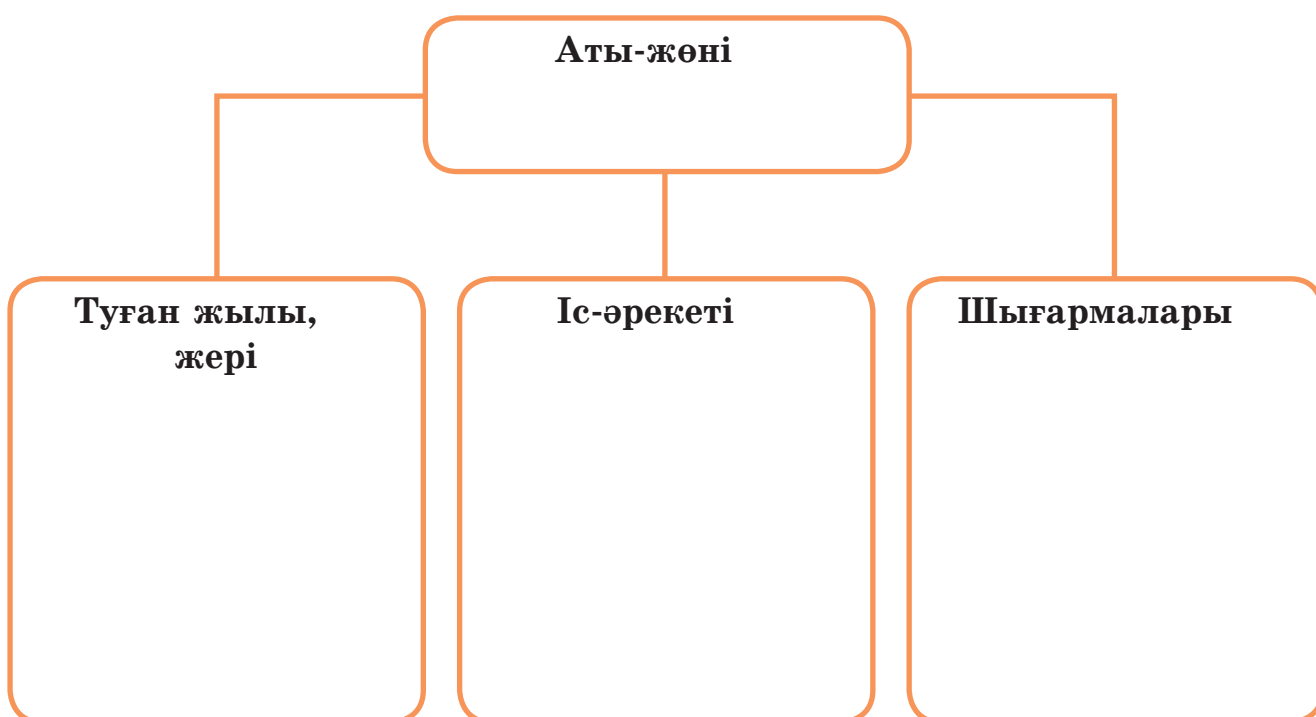 Аты-жөні
Туған жылы,
жері
Іс-әрекеті
Шығармалары